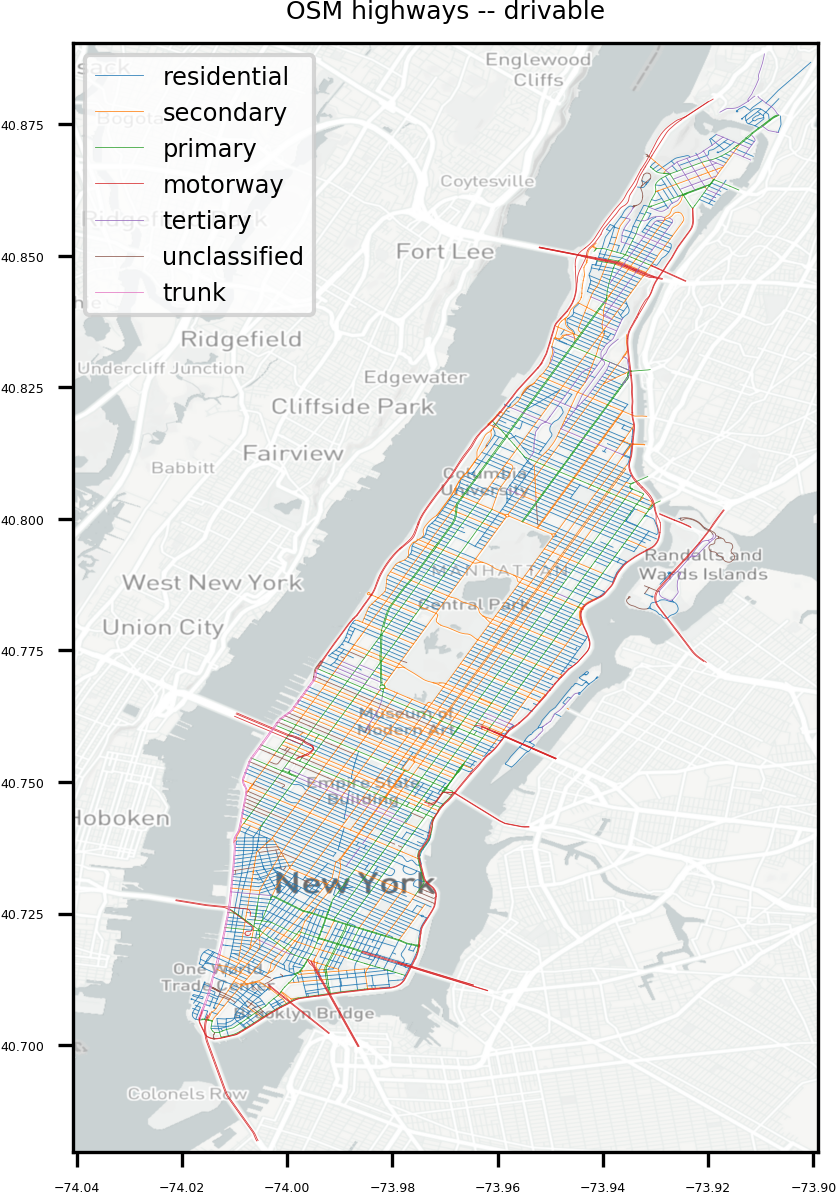 OSM highways -- drivable
residential
secondary
primary
motorway
tertiary
unclassified
trunk
Englewood
Cliffs
Bogota
Coytesville
Fort Lee
Ridgefield
Undercliff Junction
Edgewater
Cliffside Park
Fairview
Babbitt
Columbia
University
Randalls and
Wards Islands
MANHATTAN
Central Park
West New York
Union City
Museum of
Modern Art
Empire State
Building
Hoboken
New York
One World
Trade Center
Brooklyn Bridge
Colonels Row
40.875
40.850
40.825
40.800
40.775
40.750
40.725
40.700
−74.04
−74.02
−74.00
−73.98
−73.96
−73.94
−73.92
−73.90